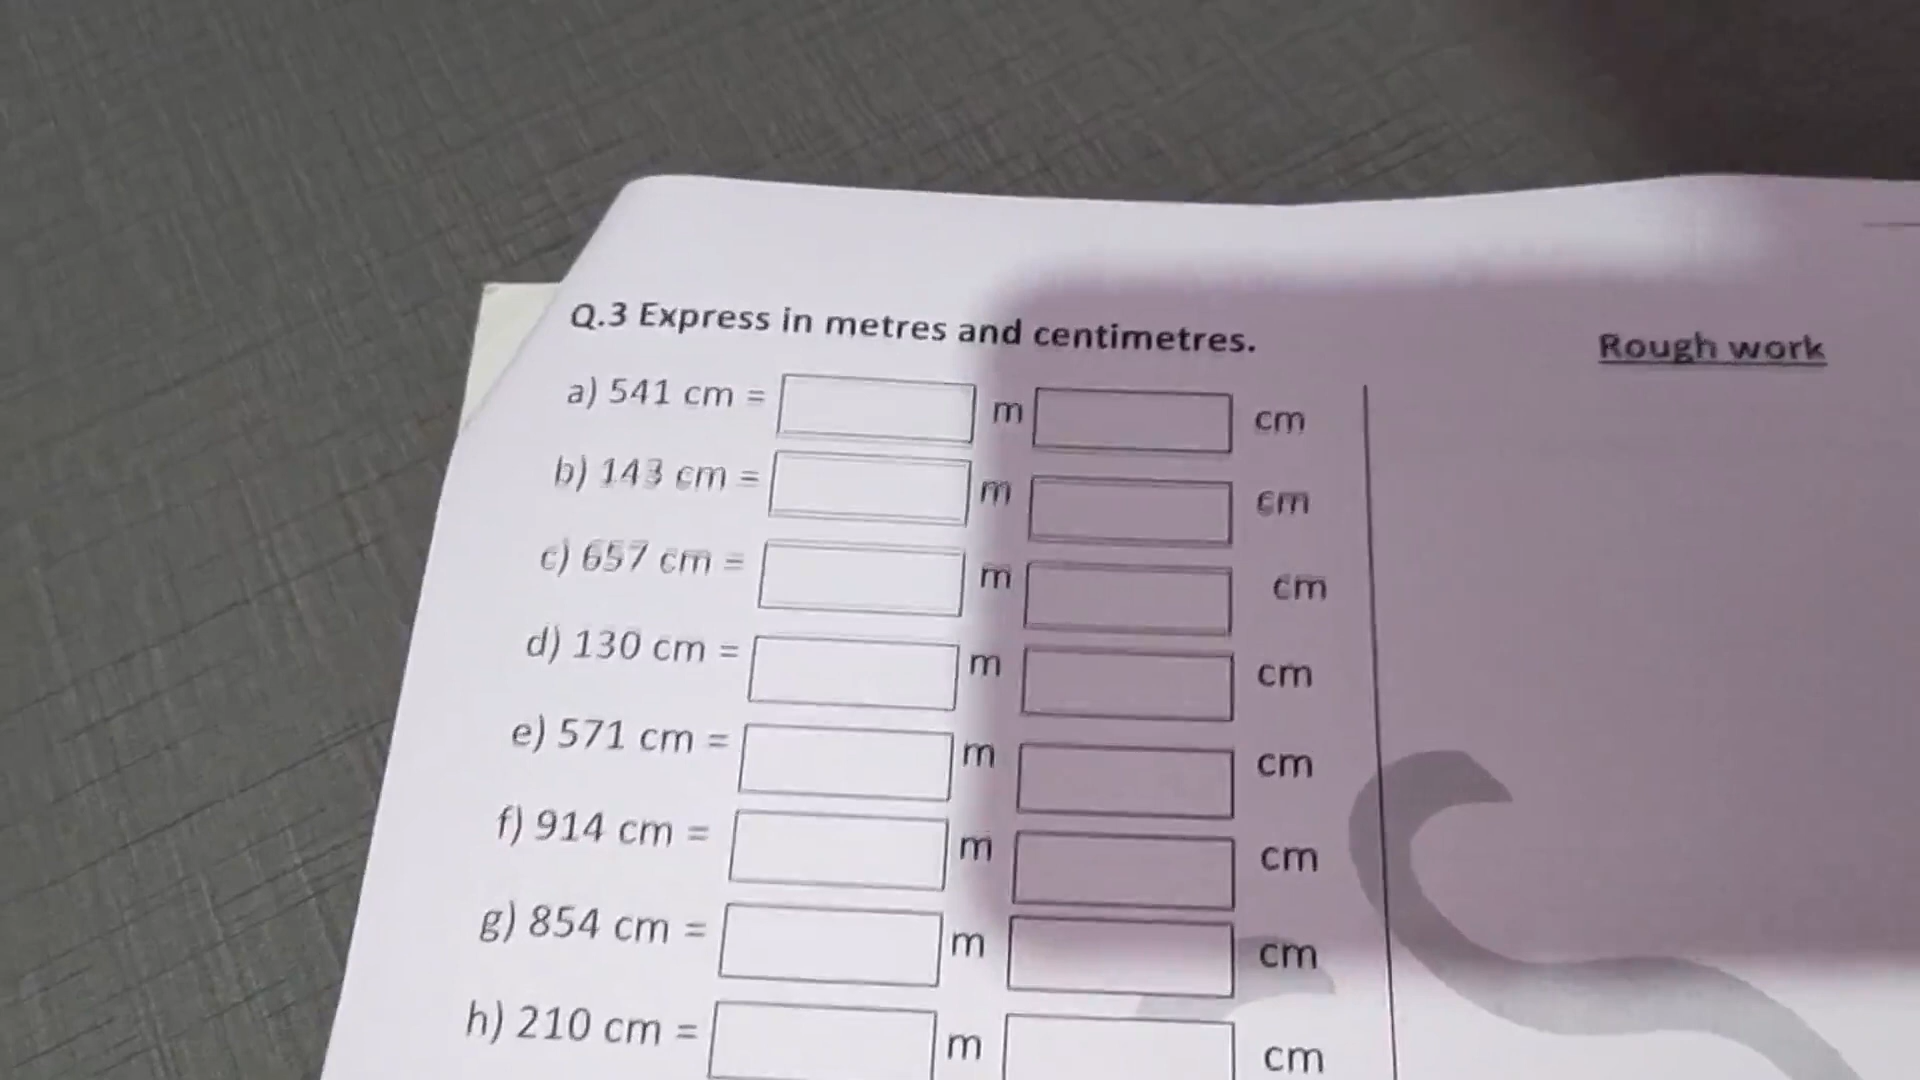 Q.3 Express in metres and centimetres.
Rough work
a) 541 cm = m cm
b) 143 cm = m cm
c) 657 cm = m cm
d) 130 cm = m cm
e) 571 cm = m cm
f) 914 cm = m cm
g) 854 cm = m cm
h) 210 cm = m cm